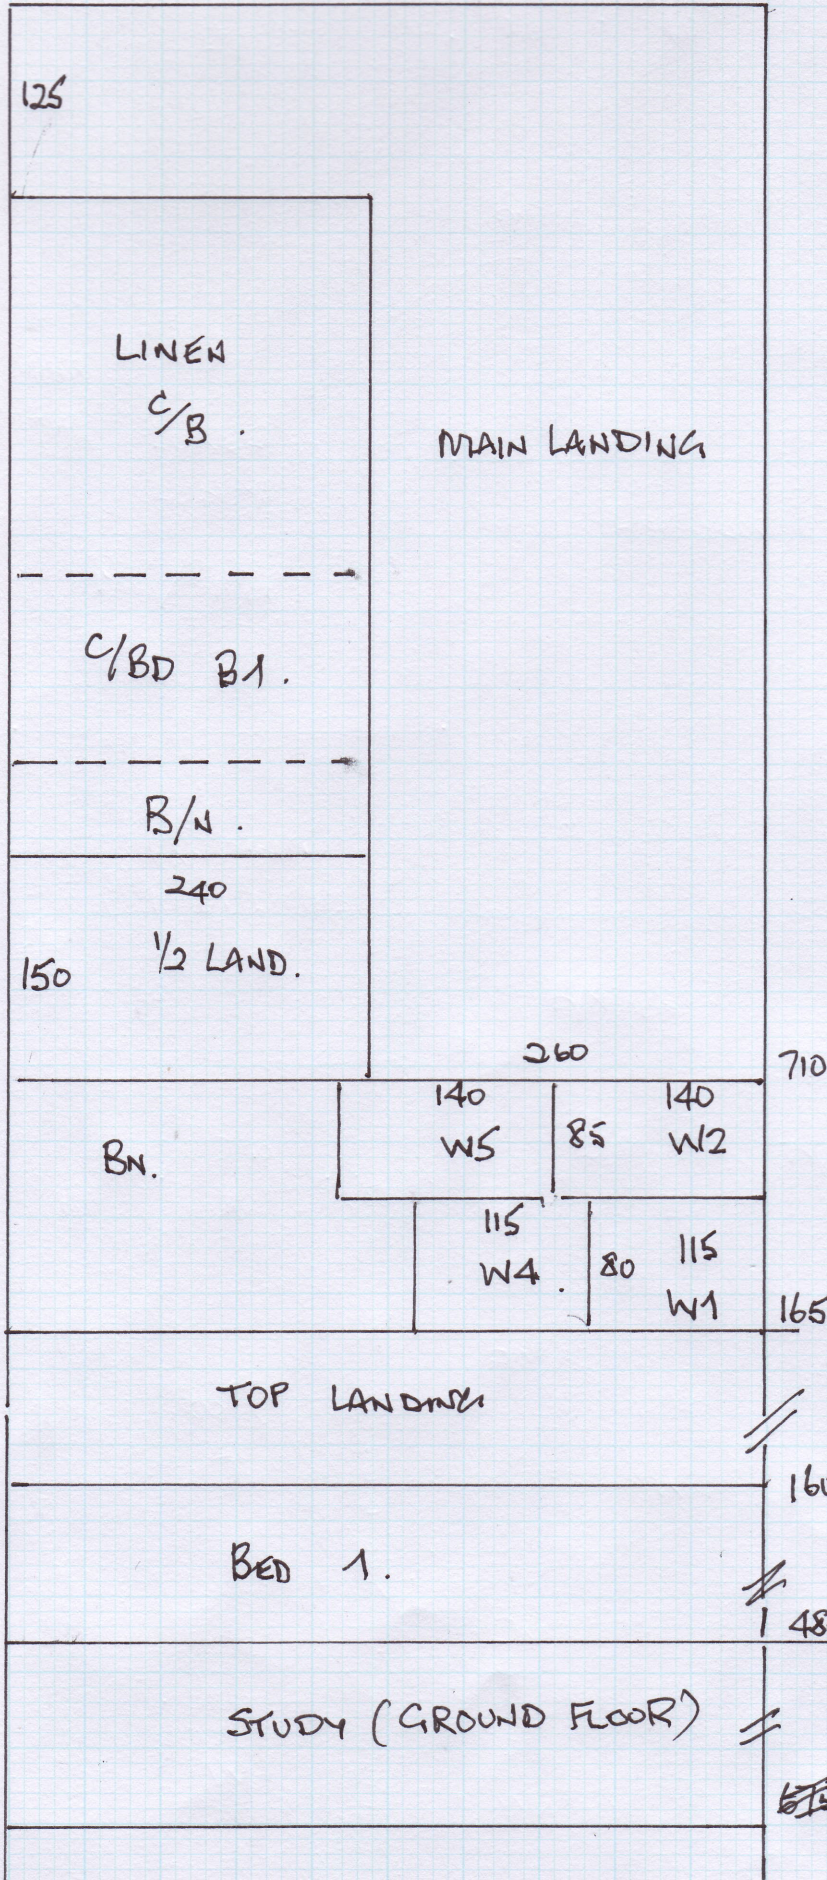 125
LINEN
C/B.
MAIN LANDING
C/BD B1.
B/N.
240
1/2 LAND.
150
260
710
140
140
W5
85
W2
BN.
115
W4.
80
115
W1
165
TOP LANDING
BED 1.
48
STUDY (GROUND FLOOR)